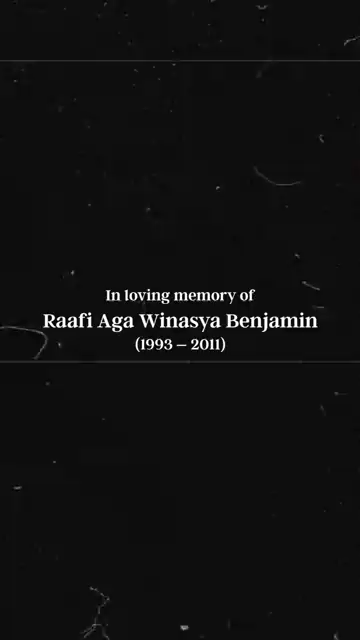 In loving memory of
Raafi Aga Winasya Benjamin
(1993 – 2011)